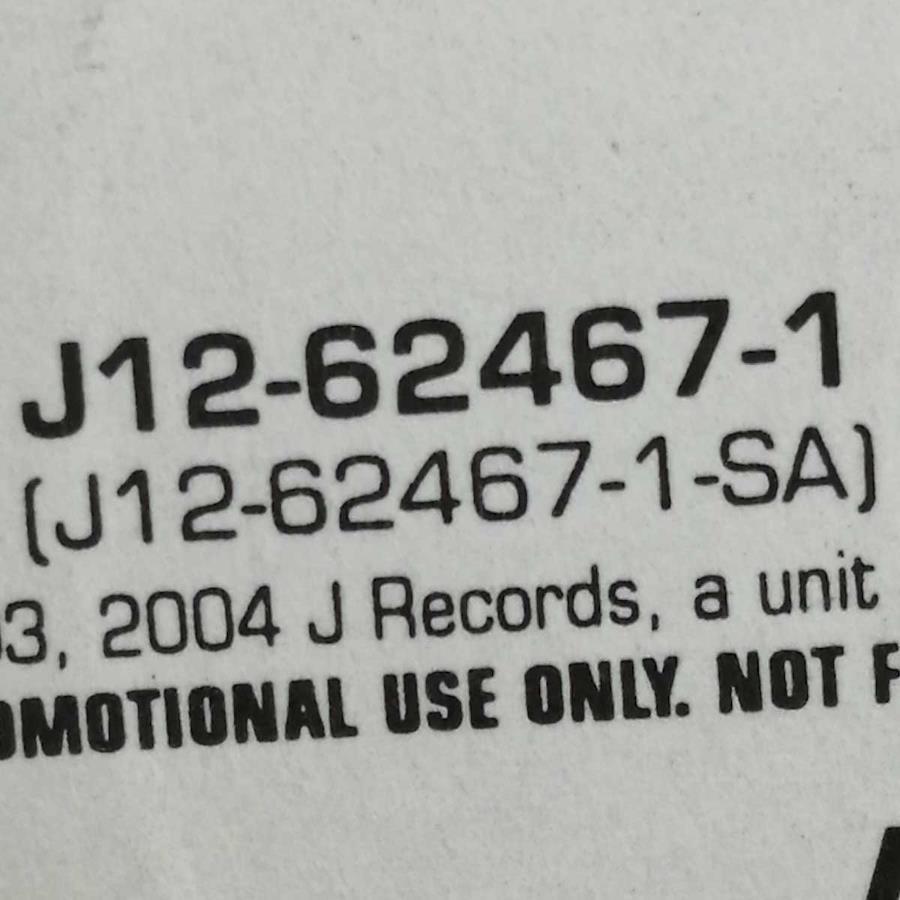 J12-62467-1
(J12-62467-1-SA)
3, 2004 J Records, a unit
OMOTIONAL USE ONLY. NOT F